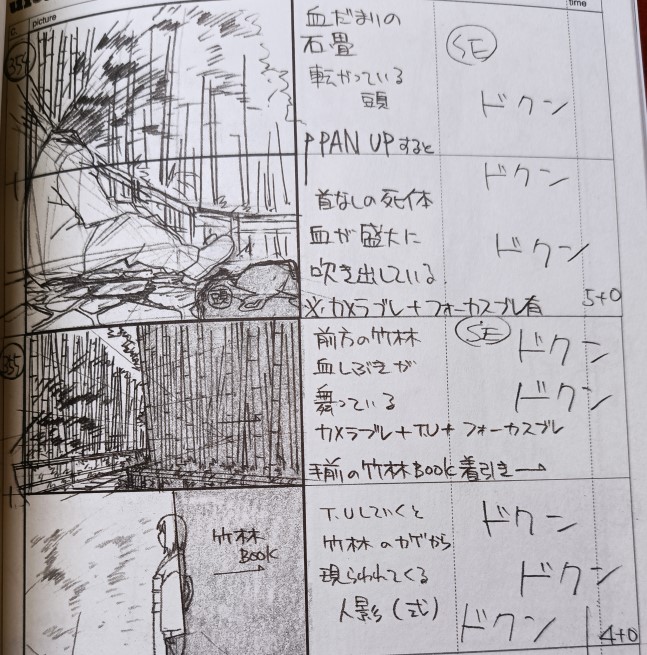 picture
time
354
血だまりの
石畳
転がっている
頭
PAN UPすると
首なしの死体
血が盛大に
吹き出している
※カメラブレ+フォーカスブレ有
SE
ドクン
ドクン
ドクン
5+0
頭
355
前方の竹林
血しぶきが
舞っている
カメラブレ+T.U+フォーカスブレ
手前の竹林BOOK 着引き→
SE
ドクン
ドクン
竹林
BOOK
T.Uしていくと
竹林のカゲから
現らわれてくる
人影(式)
ドクン
ドクン
ドクン
4+0